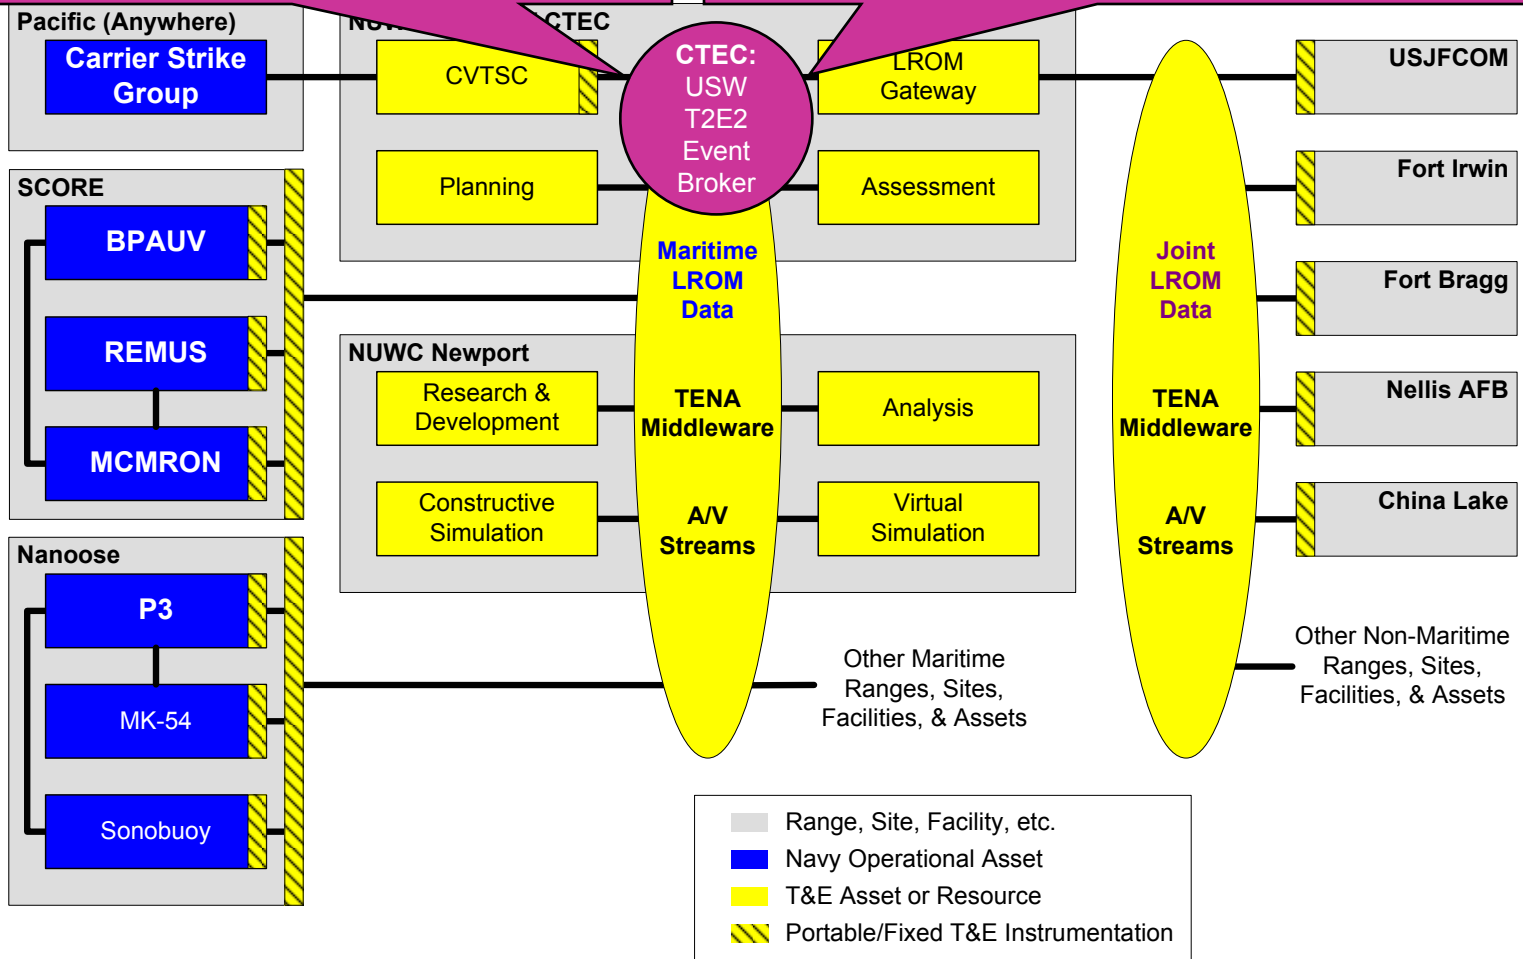 Pacific (Anywhere)
Carrier Strike
Group
CTEC
CVTSC
Planning
CTEC:
USW
T2E2
Event
Broker
LROM
Gateway
Assessment
SCORE
BPAUV
REMUS
MCMRON
Maritime
LROM
Data
TENA
Middleware
A/V
Streams
NUWC Newport
Research &
Development
Analysis
Constructive
Simulation
Virtual
Simulation
Nanoose
P3
MK-54
Sonobuoy
Other Maritime
Ranges, Sites,
Facilities, & Assets
Joint
LROM
Data
TENA
Middleware
A/V
Streams
USJFCOM
Fort Irwin
Fort Bragg
Nellis AFB
China Lake
Other Non-Maritime
Ranges, Sites,
Facilities, & Assets
Range, Site, Facility, etc.
Navy Operational Asset
T&E Asset or Resource
Portable/Fixed T&E Instrumentation